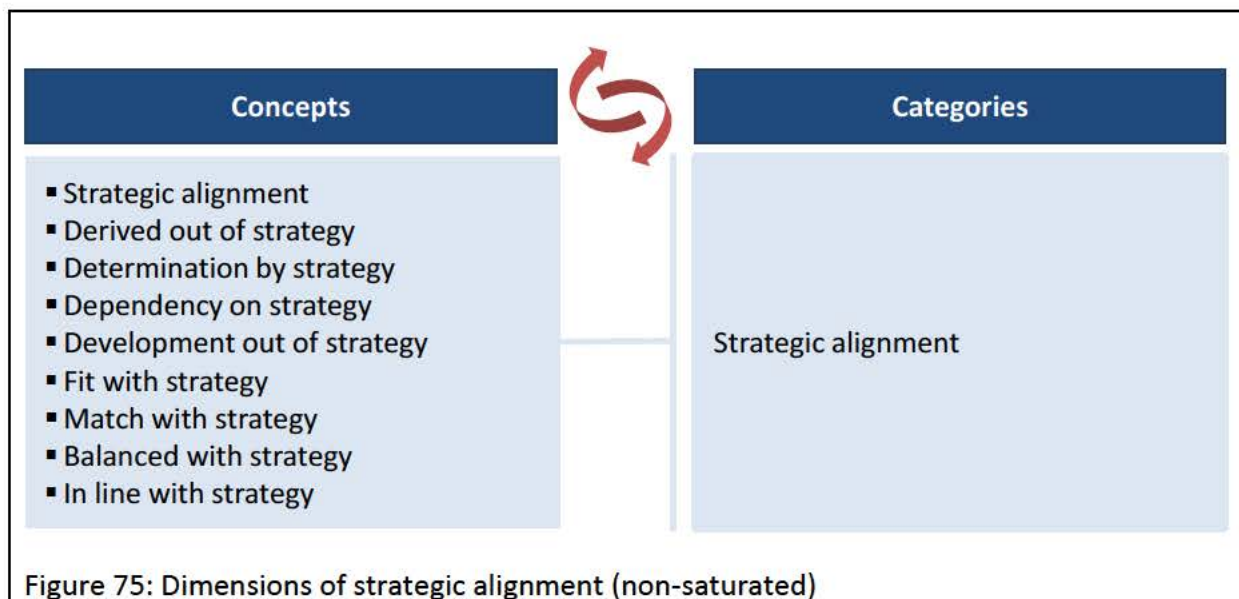 Concepts
Categories
▪ Strategic alignment
▪ Derived out of strategy
▪ Determination by strategy
▪ Dependency on strategy
▪ Development out of strategy
▪ Fit with strategy
▪ Match with strategy
▪ Balanced with strategy
▪ In line with strategy
Strategic alignment
Figure 75: Dimensions of strategic alignment (non-saturated)